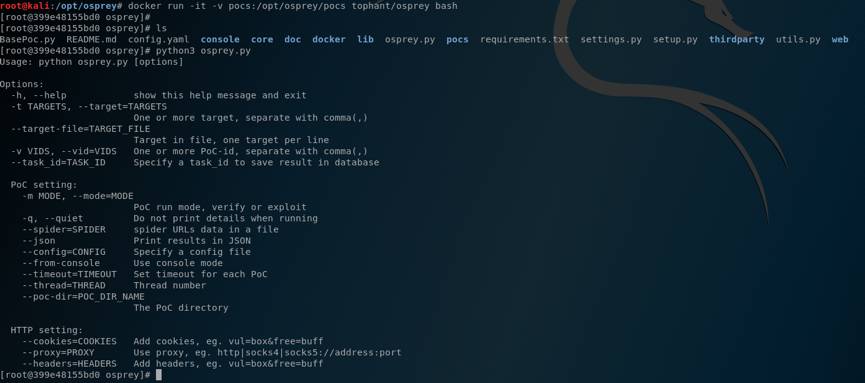 root@kali:/opt/osprey# docker run -it -v pocs:/opt/osprey/pocs tophant/osprey bash
[root@399e48155bd0 osprey]#
[root@399e48155bd0 osprey]# ls
BasePoc.py  README.md  config.yaml  console  core  doc  docker  lib  osprey.py  pocs  requirements.txt  settings.py  setup.py  thirdparty  utils.py  web
[root@399e48155bd0 osprey]# python3 osprey.py
Usage: python osprey.py [options]
Options:
  -h, --help            show this help message and exit
  -t TARGETS, --target=TARGETS
                        One or more target, separate with comma(,)
  --target-file=TARGET_FILE
                        Target in file, one target per line
  -v VIDS, --vid=VIDS   One or more PoC-id, separate with comma(,)
  --task_id=TASK_ID     Specify a task_id to save result in database
  PoC setting:
    -m MODE, --mode=MODE
                        PoC run mode, verify or exploit
    -q, --quiet         Do not print details when running
    --spider=SPIDER     spider URLs data in a file
    --json              Print results in JSON
    --config=CONFIG     Specify a config file
    --from-console      Use console mode
    --timeout=TIMEOUT   Set timeout for each PoC
    --thread=THREAD     Thread number
    --poc-dir=POC_DIR_NAME
                        The PoC directory
  HTTP setting:
    --cookies=COOKIES   Add cookies, eg. vul=box&free=buff
    --proxy=PROXY       Use proxy, eg. http|socks4|socks5://address:port
    --headers=HEADERS   Add headers, eg. vul=box&free=buff
[root@399e48155bd0 osprey]#